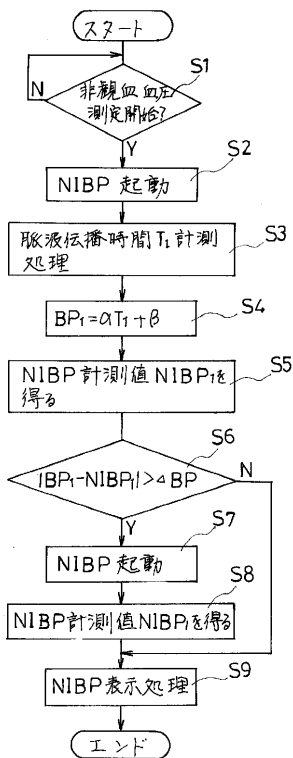 スタート
S1
N
非観血血圧
測定開始?
Y
S2
NIBP 起動
S3
脈波伝播時間T₁計測
処理
S4
BP₁=αT₁+β
S5
NIBP計測値NIBP₁を
得る
S6
|BP₁-NIBP₁|>△BP
N
Y
S7
NIBP 起動
S8
NIBP計測値NIBP₁を得る
S9
NIBP表示処理
エンド